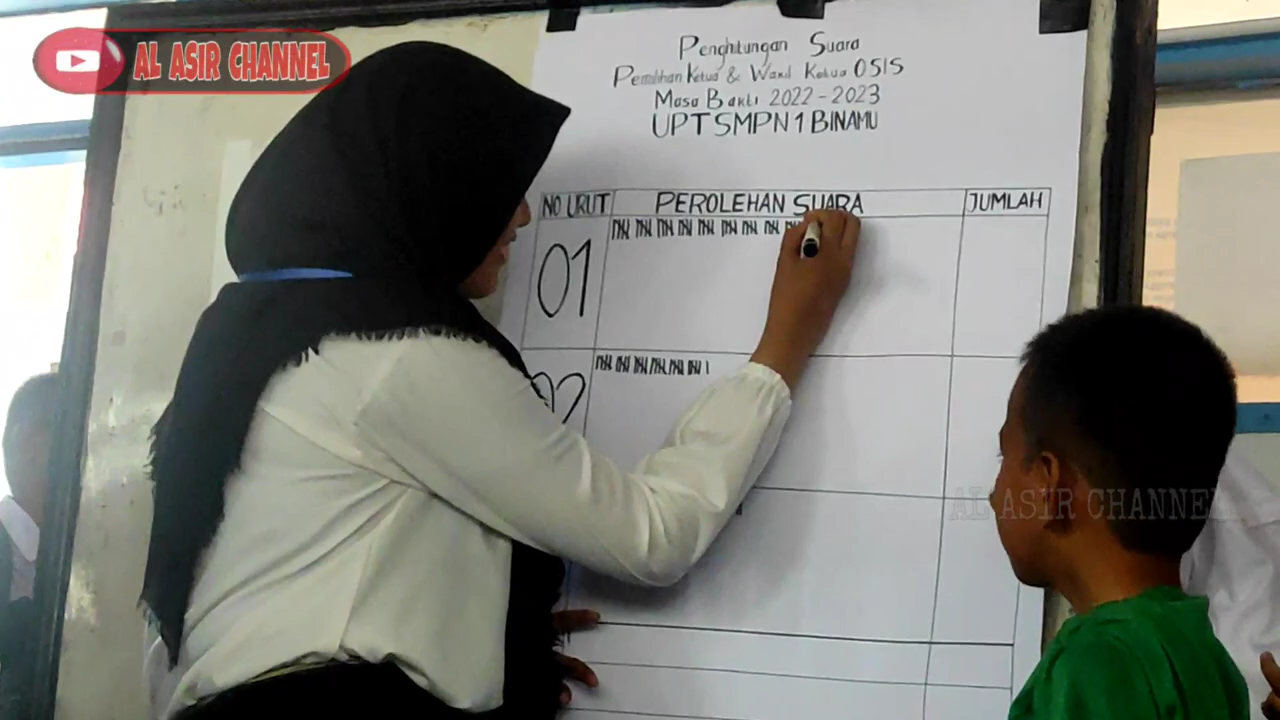 AL ASIR CHANNEL
Penghitungan Suara
Pemilihan Ketua & Wakil Ketua OSIS
Masa Bakti 2022-2023
UPT SMPN 1 BINAMU
NO URUT PEROLEHAN SUARA JUMLAH
01
02
AL ASIR CHANNEL